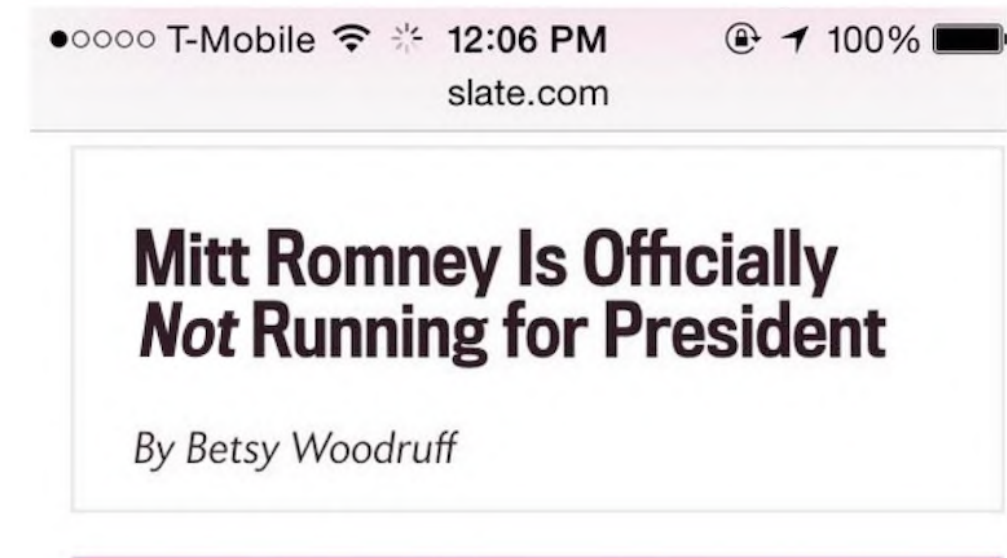 T-Mobile 12:06 PM 100%
slate.com
Mitt Romney Is Officially
Not Running for President
By Betsy Woodruff